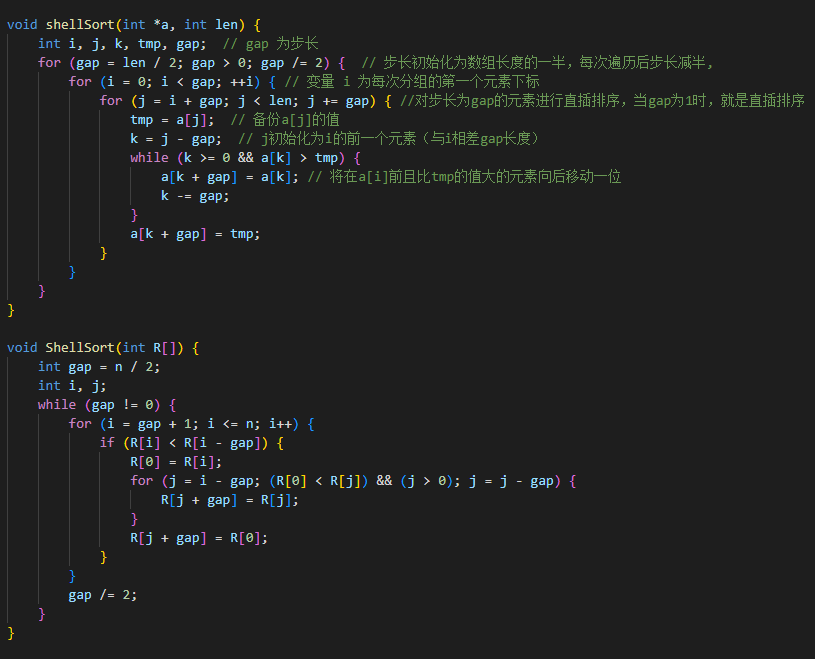 void shellSort(int *a, int len) {
    int i, j, k, tmp, gap;  // gap 为步长
    for (gap = len / 2; gap > 0; gap /= 2) {  // 步长初始化为数组长度的一半，每次遍历后步长减半,
        for (i = 0; i < gap; ++i) { // 变量 i 为每次分组的第一个元素下标
            for (j = i + gap; j < len; j += gap) { //对步长为gap的元素进行直插排序，当gap为1时，就是直插排序
                tmp = a[j];  // 备份a[j]的值
                k = j - gap;  // j初始化为i的前一个元素（与i相差gap长度）
                while (k >= 0 && a[k] > tmp) {
                    a[k + gap] = a[k]; // 将在a[i]前且比tmp的值大的元素向后移动一位
                    k -= gap;
                }
                a[k + gap] = tmp;
            }
        }
    }
}
void ShellSort(int R[]) {
    int gap = n / 2;
    int i, j;
    while (gap != 0) {
        for (i = gap + 1; i <= n; i++) {
            if (R[i] < R[i - gap]) {
                R[0] = R[i];
                for (j = i - gap; (R[0] < R[j]) && (j > 0); j = j - gap) {
                    R[j + gap] = R[j];
                }
                R[j + gap] = R[0];
            }
        }
        gap /= 2;
    }
}